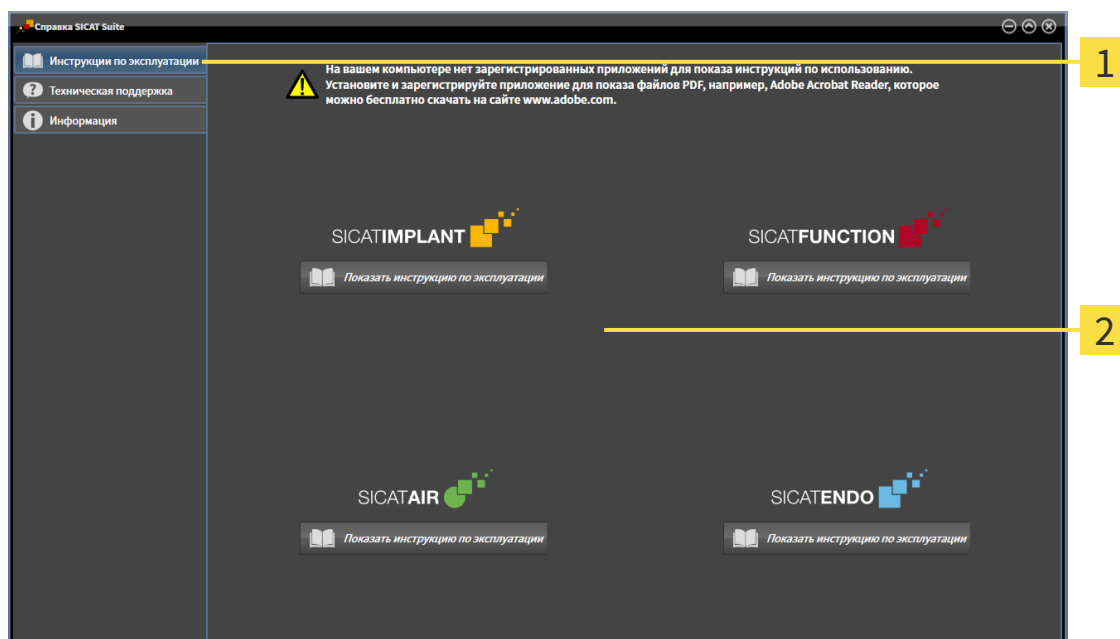 Справка SICAT Suite
Инструкции по эксплуатации
1
Техническая поддержка
Информация
На вашем компьютере нет зарегистрированных приложений для показа инструкций по использованию.
Установите и зарегистрируйте приложение для показа файлов PDF, например, Adobe Acrobat Reader, которое
можно бесплатно скачать на сайте www.adobe.com.
SICATIMPLANT
SICATFUNCTION
Показать инструкцию по эксплуатации
Показать инструкцию по эксплуатации
2
SICATAIR
SICATENDO
Показать инструкцию по эксплуатации
Показать инструкцию по эксплуатации